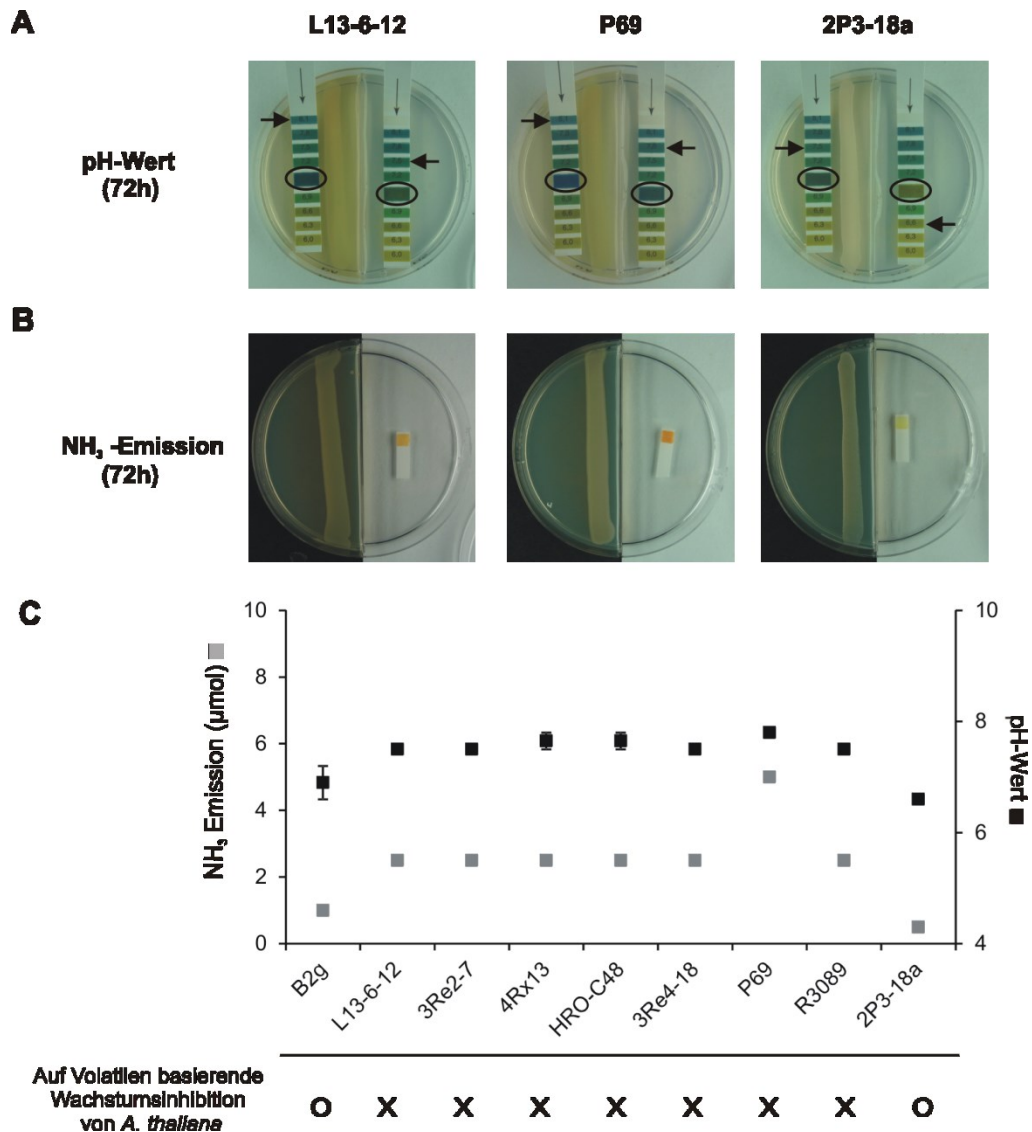 A
L13-6-12
P69
2P3-18a
pH-Wert
(72h)
B
NH₃ -Emission
(72h)
C
NH₃ Emission (µmol)
10
8
6
4
2
0
10
8
6
4
pH-Wert
B2g
L13-6-12
3Re2-7
4Rx13
HRO-C48
3Re4-18
P69
R3089
2P3-18a
Auf Volatilen basierende
Wachstumsinhibition
von A. thaliana
O X X X X X X X O